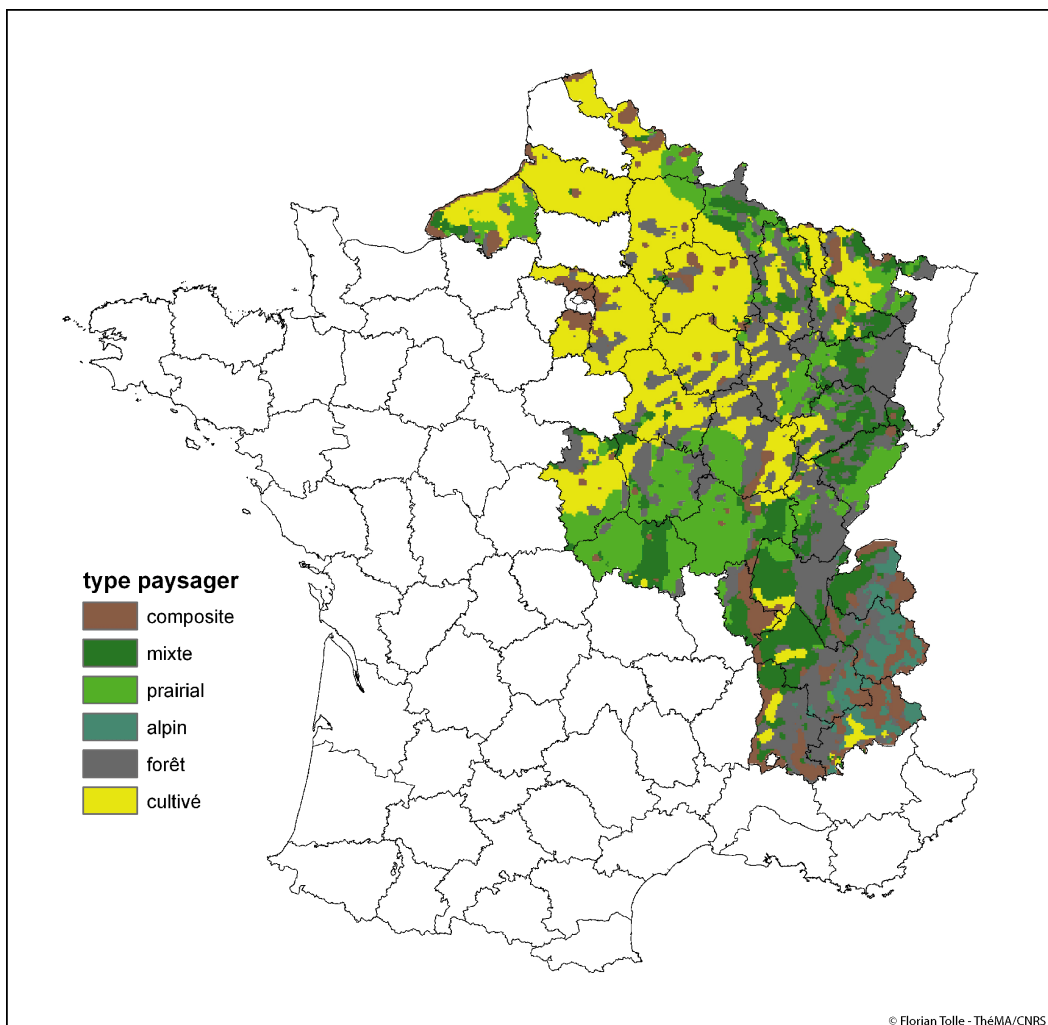 type paysager
composite
mixte
prairial
alpin
forêt
cultivé
© Florian Tolle - ThéMA/CNRS